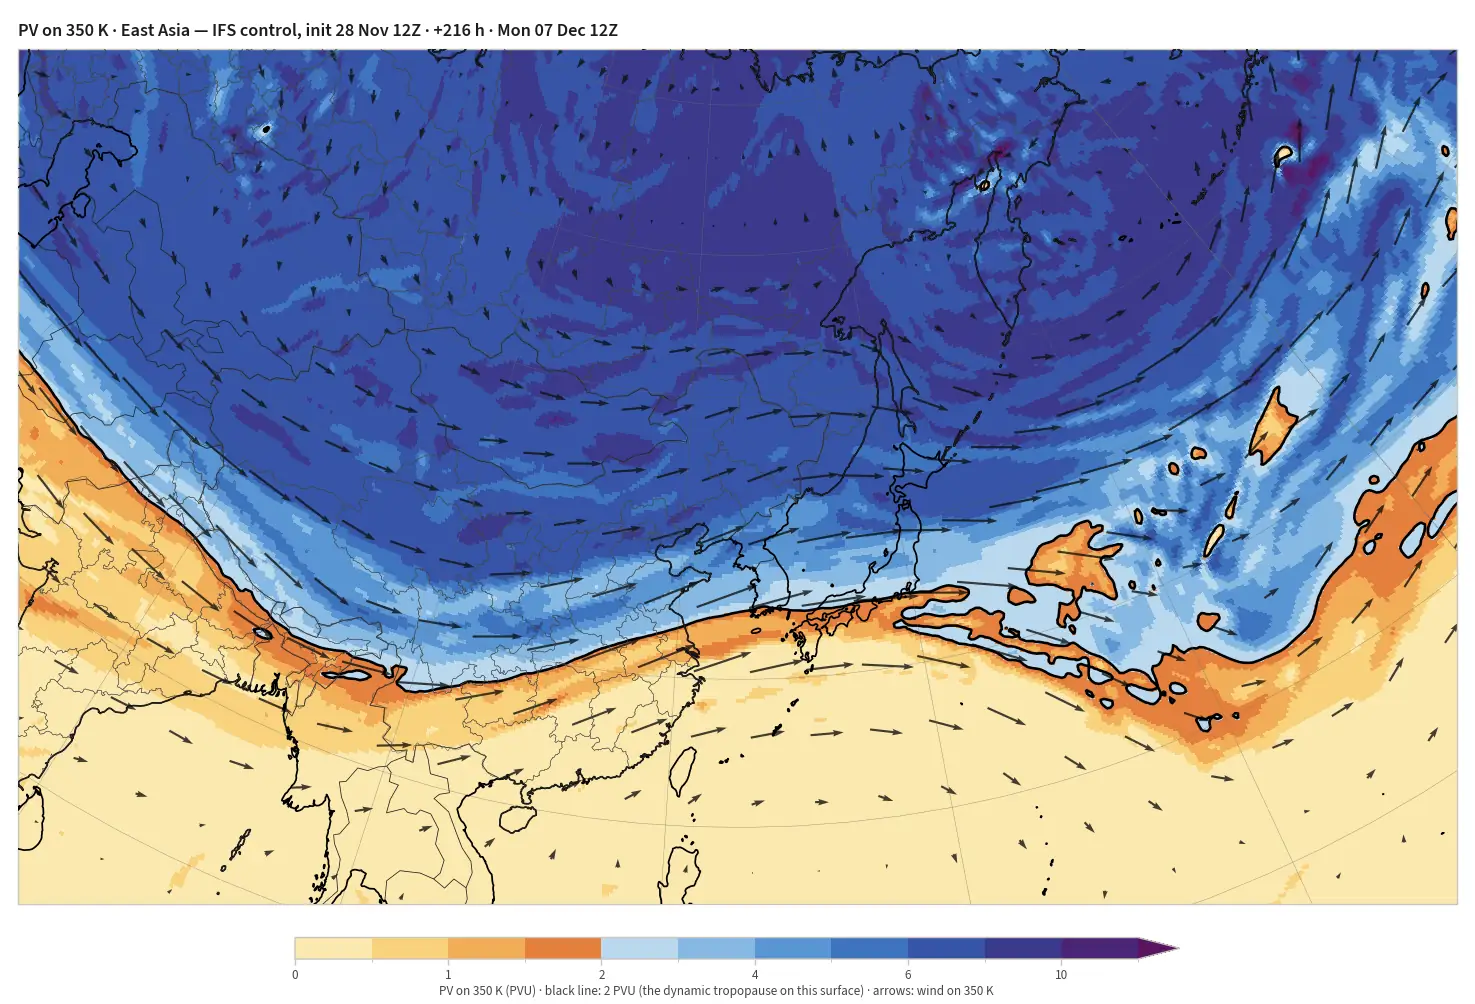 PV on 350 K · East Asia — IFS control, init 28 Nov 12Z · +216 h · Mon 07 Dec 12Z
0 1 2 4 6 10
PV on 350 K (PVU) · black line: 2 PVU (the dynamic tropopause on this surface) · arrows: wind on 350 K